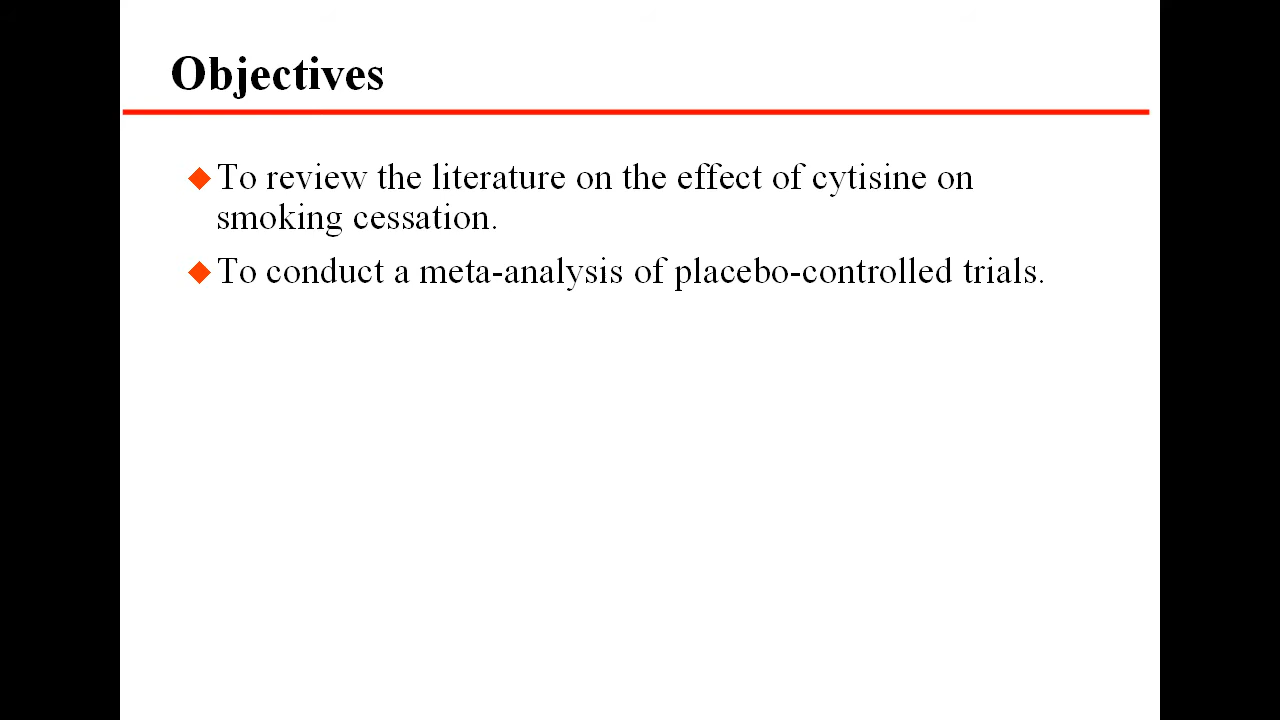 Objectives
To review the literature on the effect of cytisine on
smoking cessation.
To conduct a meta-analysis of placebo-controlled trials.